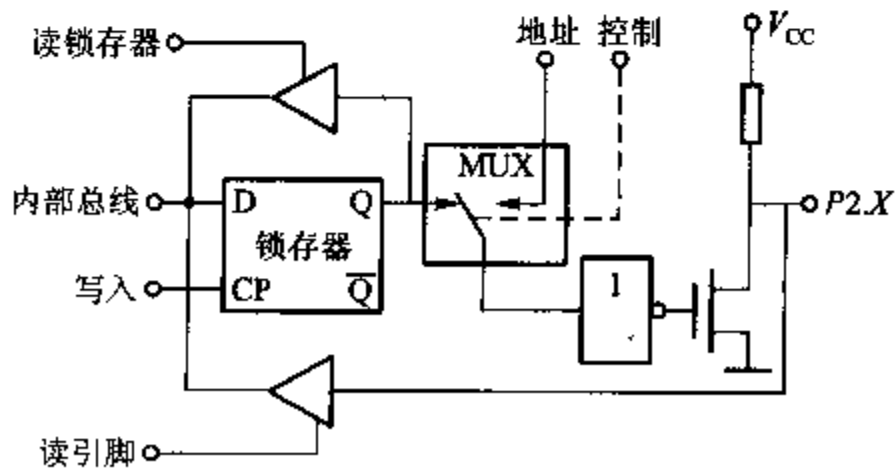 读锁存器
地址 控制
V_CC
MUX
内部总线
D Q
P2.X
锁存器
写入
CP Q̅
1
读引脚